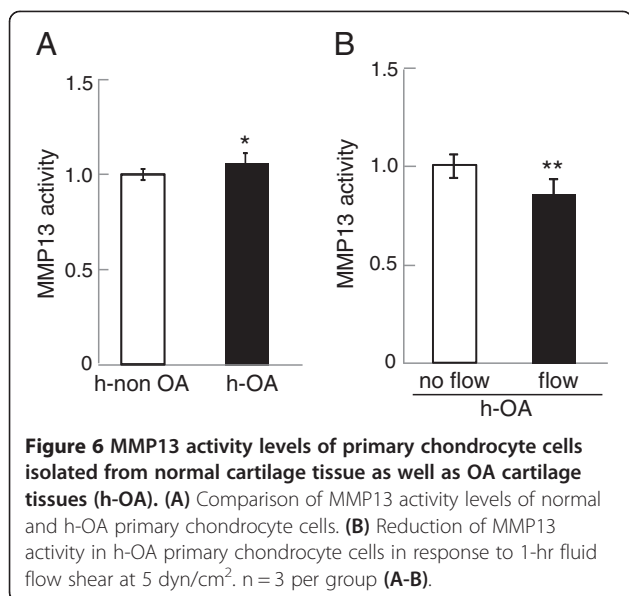 A
1.5
1.0
0.5
0
MMP13 activity
*
h-non OA h-OA
B
1.5
1.0
0.5
0
MMP13 activity
**
no flow flow
h-OA
Figure 6 MMP13 activity levels of primary chondrocyte cells
isolated from normal cartilage tissue as well as OA cartilage
tissues (h-OA). (A) Comparison of MMP13 activity levels of normal
and h-OA primary chondrocyte cells. (B) Reduction of MMP13
activity in h-OA primary chondrocyte cells in response to 1-hr fluid
flow shear at 5 dyn/cm². n = 3 per group (A-B).